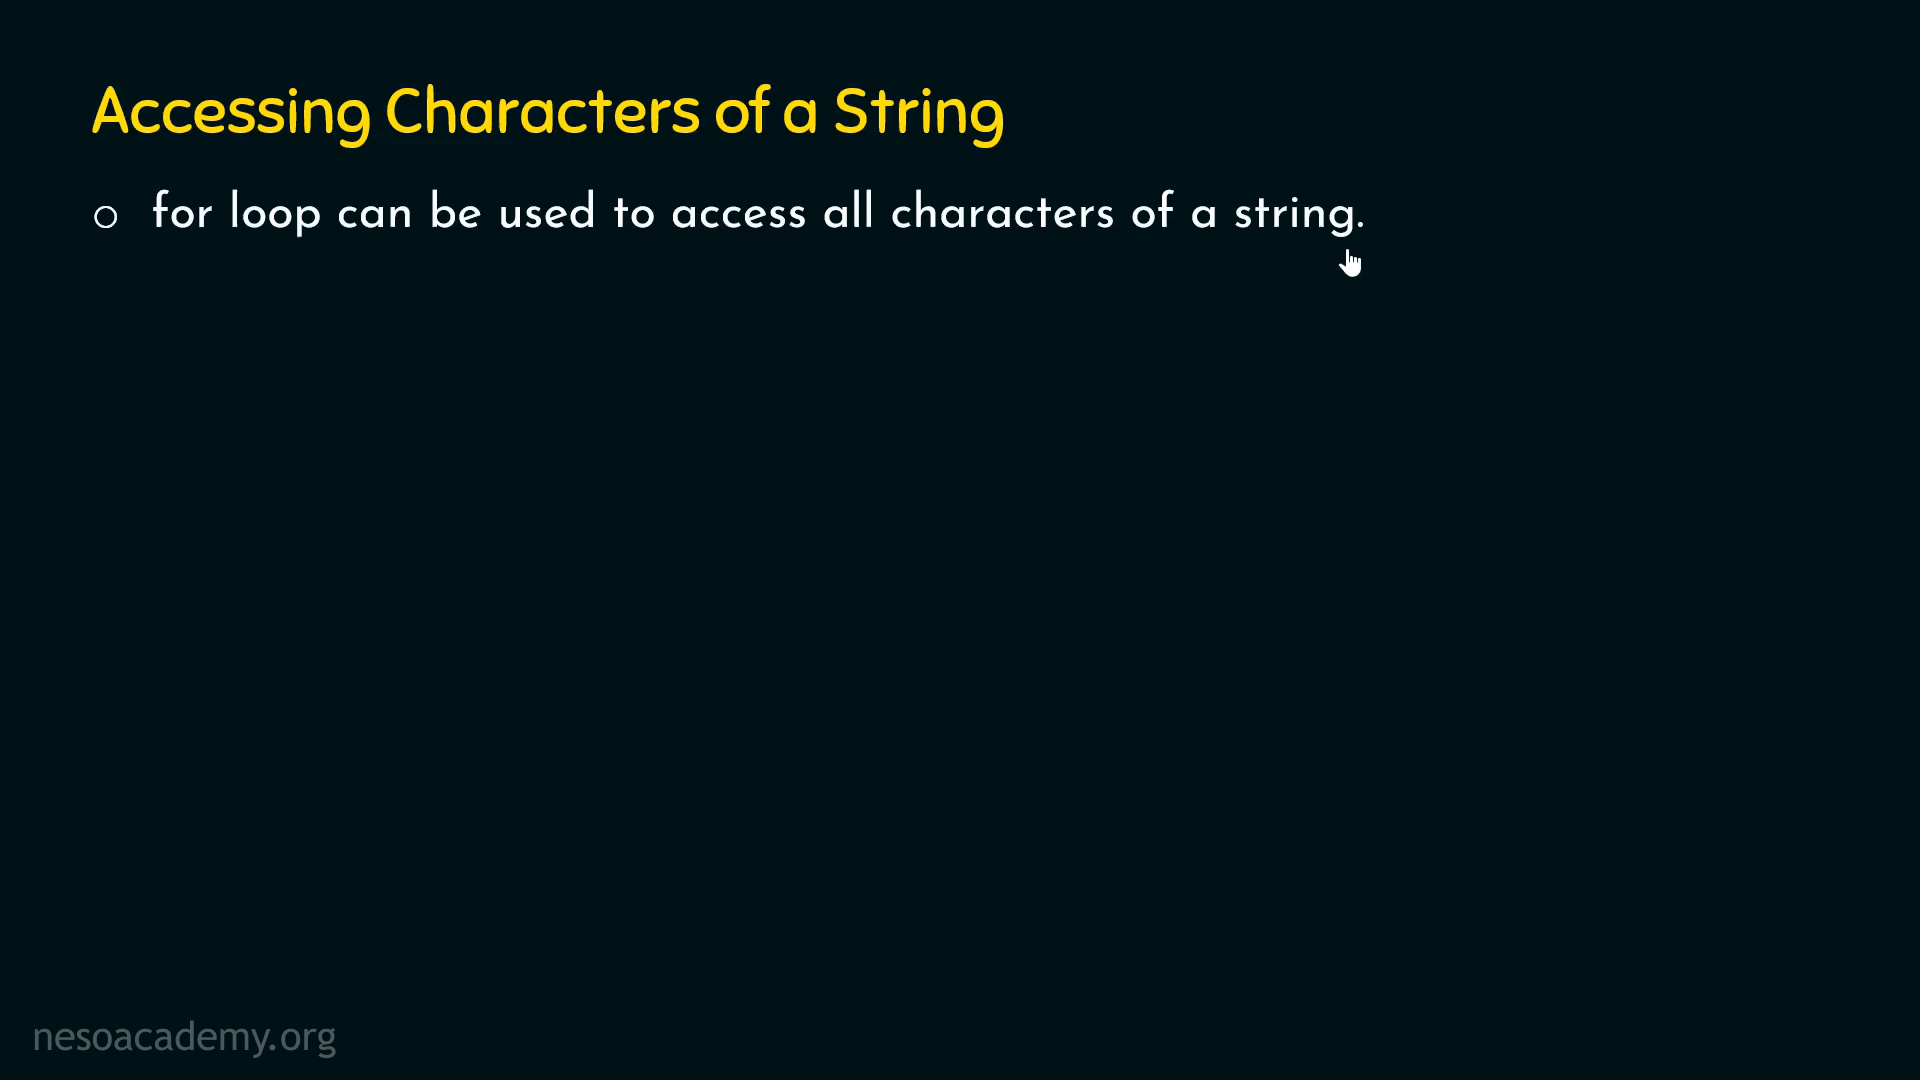 Accessing Characters of a String
○ for loop can be used to access all characters of a string.
nesoacademy.org